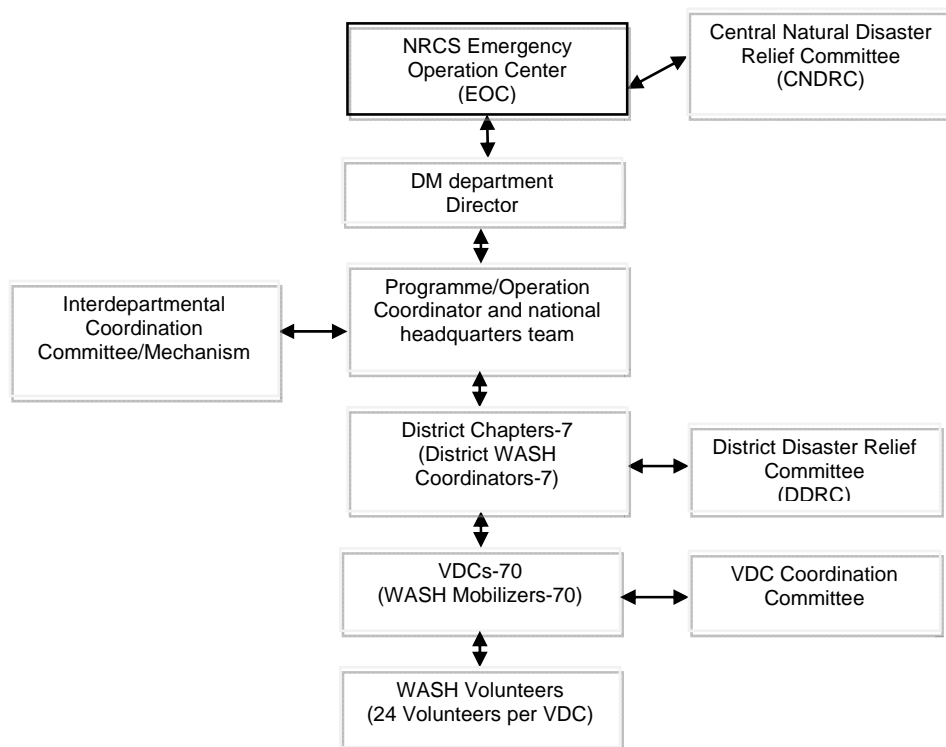 NRCS Emergency
Operation Center
(EOC)
Central Natural Disaster
Relief Committee
(CNDRC)
DM department
Director
Interdepartmental
Coordination
Committee/Mechanism
Programme/Operation
Coordinator and national
headquarters team
District Chapters-7
(District WASH
Coordinators-7)
District Disaster Relief
Committee
(DDRC)
VDCs-70
(WASH Mobilizers-70)
VDC Coordination
Committee
WASH Volunteers
(24 Volunteers per VDC)